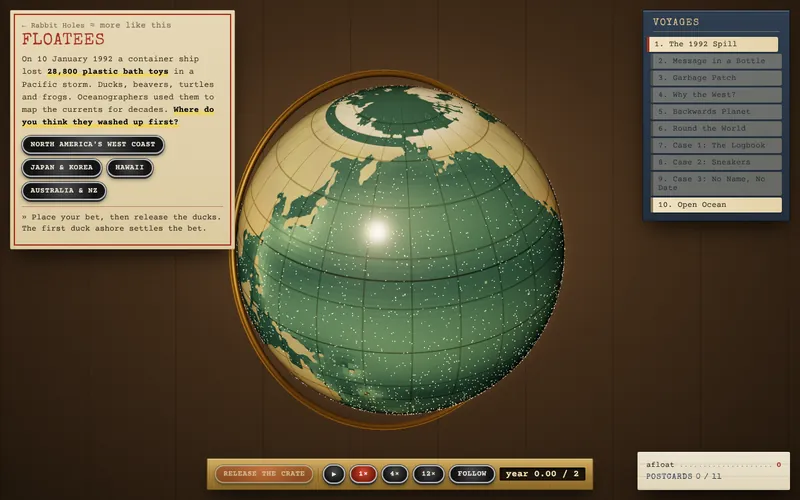 ← Rabbit Holes ≈ more like this
FLOATEES
On 10 January 1992 a container ship
lost 28,800 plastic bath toys in a
Pacific storm. Ducks, beavers, turtles
and frogs. Oceanographers used them to
map the currents for decades. Where do
you think they washed up first?
NORTH AMERICA'S WEST COAST
JAPAN & KOREA HAWAII
AUSTRALIA & NZ
» Place your bet, then release the ducks.
The first duck ashore settles the bet.
VOYAGES
1. The 1992 Spill
2. Message in a Bottle
3. Garbage Patch
4. Why the West?
5. Backwards Planet
6. Round the World
7. Case 1: The Logbook
8. Case 2: Sneakers
9. Case 3: No Name, No
Date
10. Open Ocean
RELEASE THE CRATE ▶ 1× 4× 12× FOLLOW year 0.00 / 2
afloat 0
POSTCARDS 0 / 11